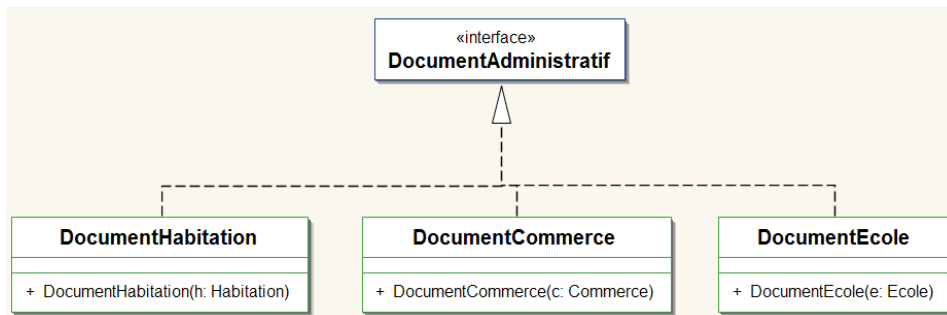 «interface»
DocumentAdministratif
DocumentHabitation
+ DocumentHabitation(h: Habitation)
DocumentCommerce
+ DocumentCommerce(c: Commerce)
DocumentEcole
+ DocumentEcole(e: Ecole)